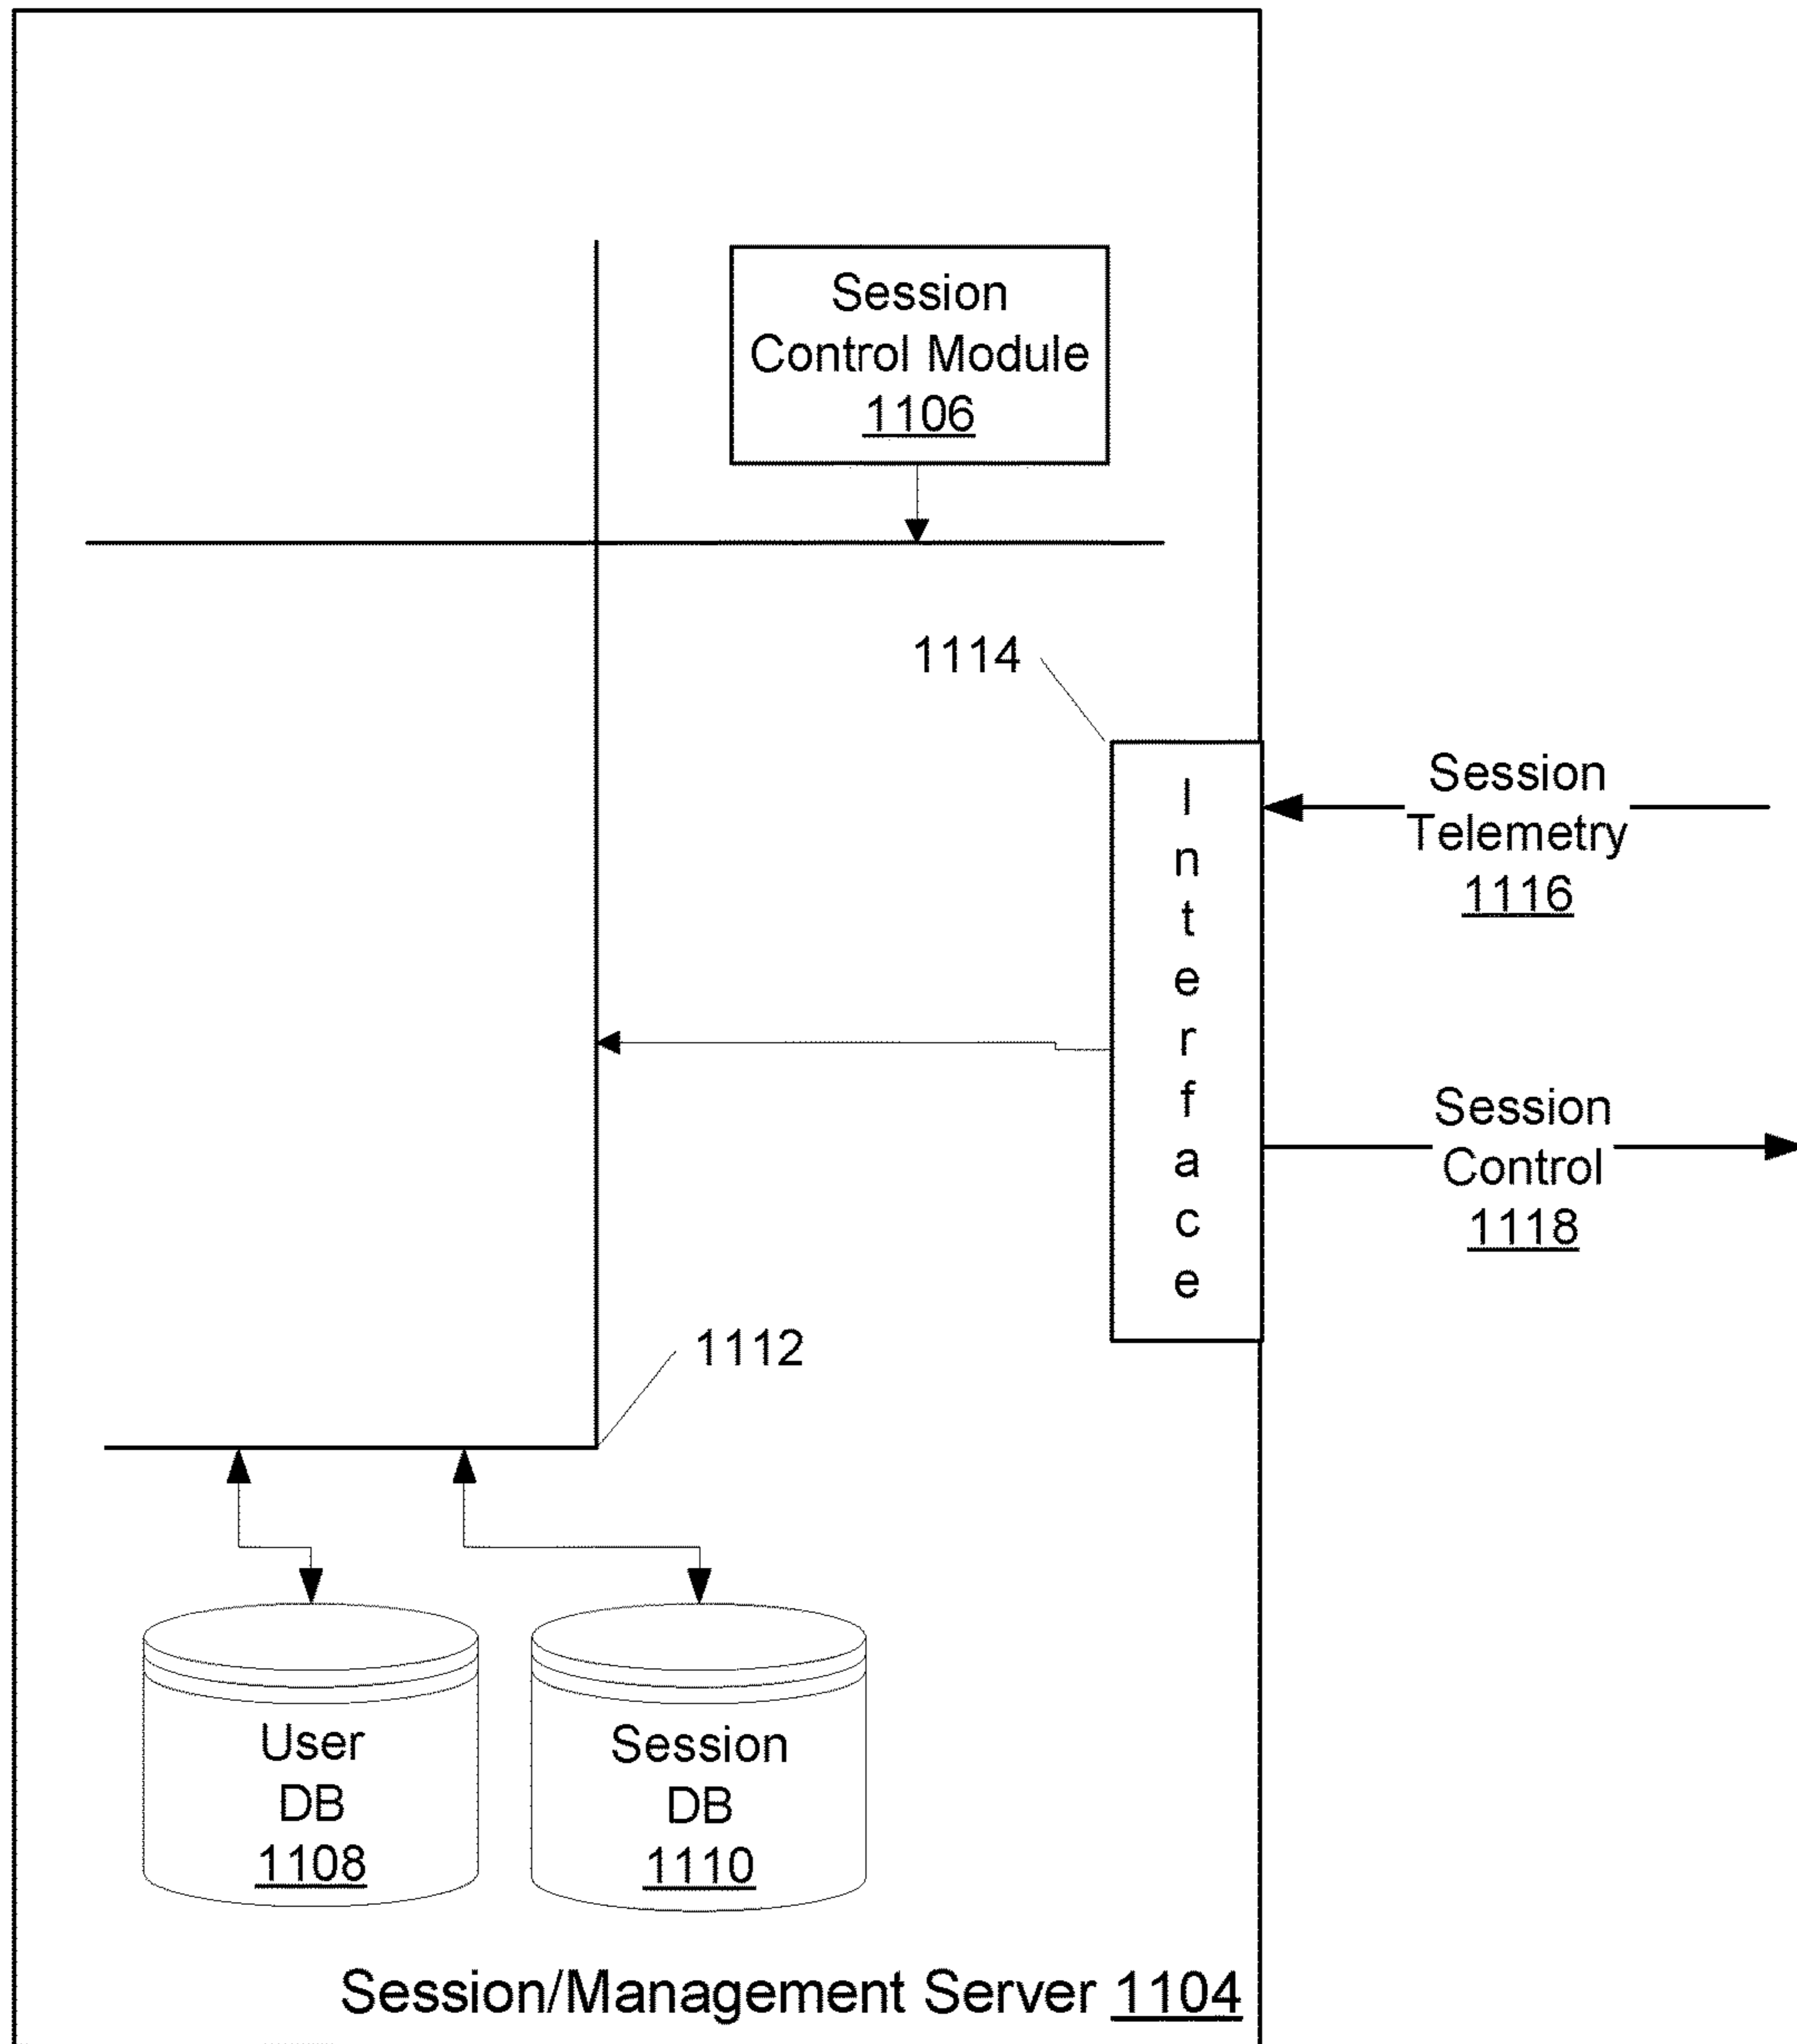 Session
Control Module
1106
1114
Interface
Session
Telemetry
1116
Session
Control
1118
1112
User
DB
1108
Session
DB
1110
Session/Management Server 1104